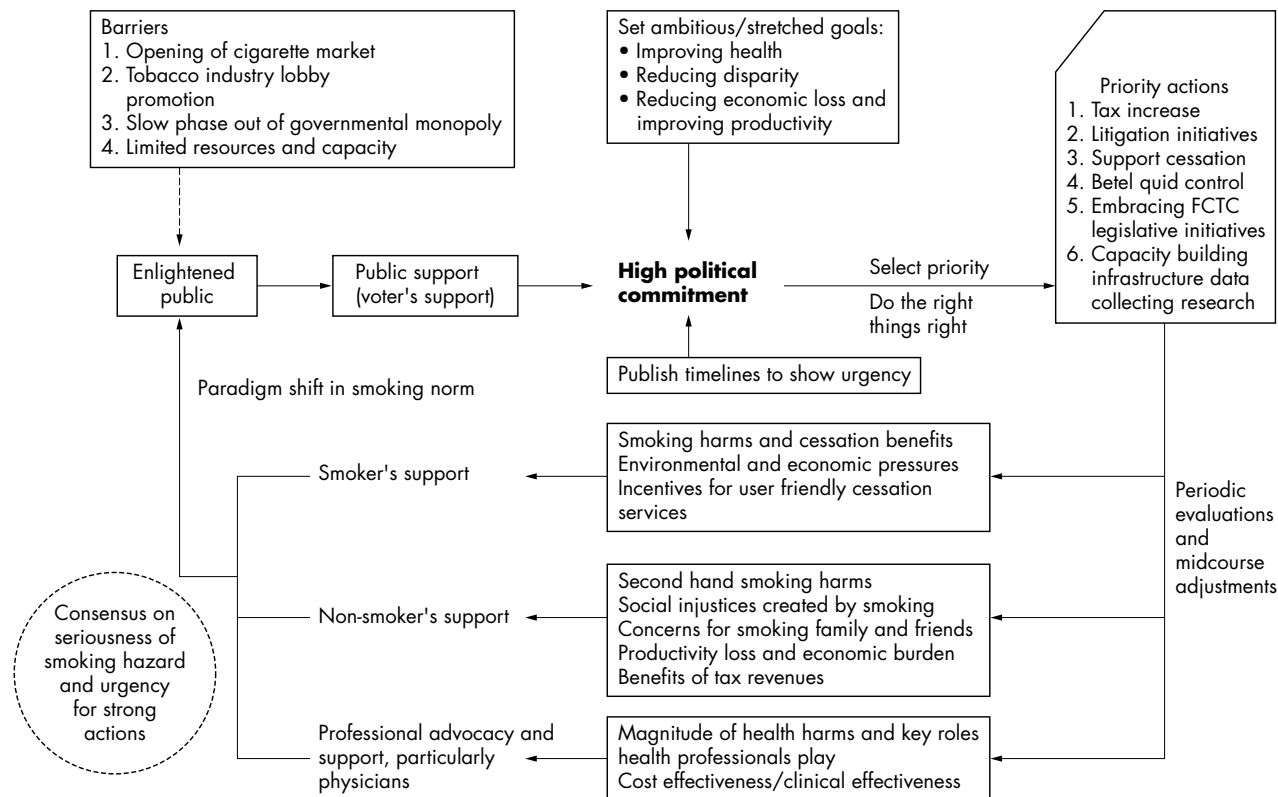 Barriers
1. Opening of cigarette market
2. Tobacco industry lobby
promotion
3. Slow phase out of governmental monopoly
4. Limited resources and capacity
Set ambitious/stretched goals:
• Improving health
• Reducing disparity
• Reducing economic loss and
improving productivity
Priority actions
1. Tax increase
2. Litigation initiatives
3. Support cessation
4. Betel quid control
5. Embracing FCTC
legislative initiatives
6. Capacity building
infrastructure data
collecting research
Enlightened
public
Public support
(voter's support)
High political
commitment
Select priority
Do the right
things right
Publish timelines to show urgency
Paradigm shift in smoking norm
Smoker's support
Smoking harms and cessation benefits
Environmental and economic pressures
Incentives for user friendly cessation
services
Periodic
evaluations
and
midcourse
adjustments
Consensus on
seriousness of
smoking hazard
and urgency
for strong
actions
Non-smoker's support
Second hand smoking harms
Social injustices created by smoking
Concerns for smoking family and friends
Productivity loss and economic burden
Benefits of tax revenues
Professional advocacy and
support, particularly
physicians
Magnitude of health harms and key roles
health professionals play
Cost effectiveness/clinical effectiveness